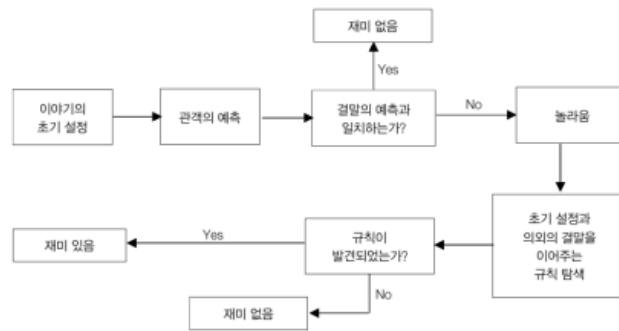 재미 없음
Yes
이야기의
초기 설정
관객의 예측
결말의 예측과
일치하는가?
No
놀라움
초기 설정과
의외의 결말을
이어주는
규칙 탐색
규칙이
발견되었는가?
Yes
재미 있음
No
재미 없음